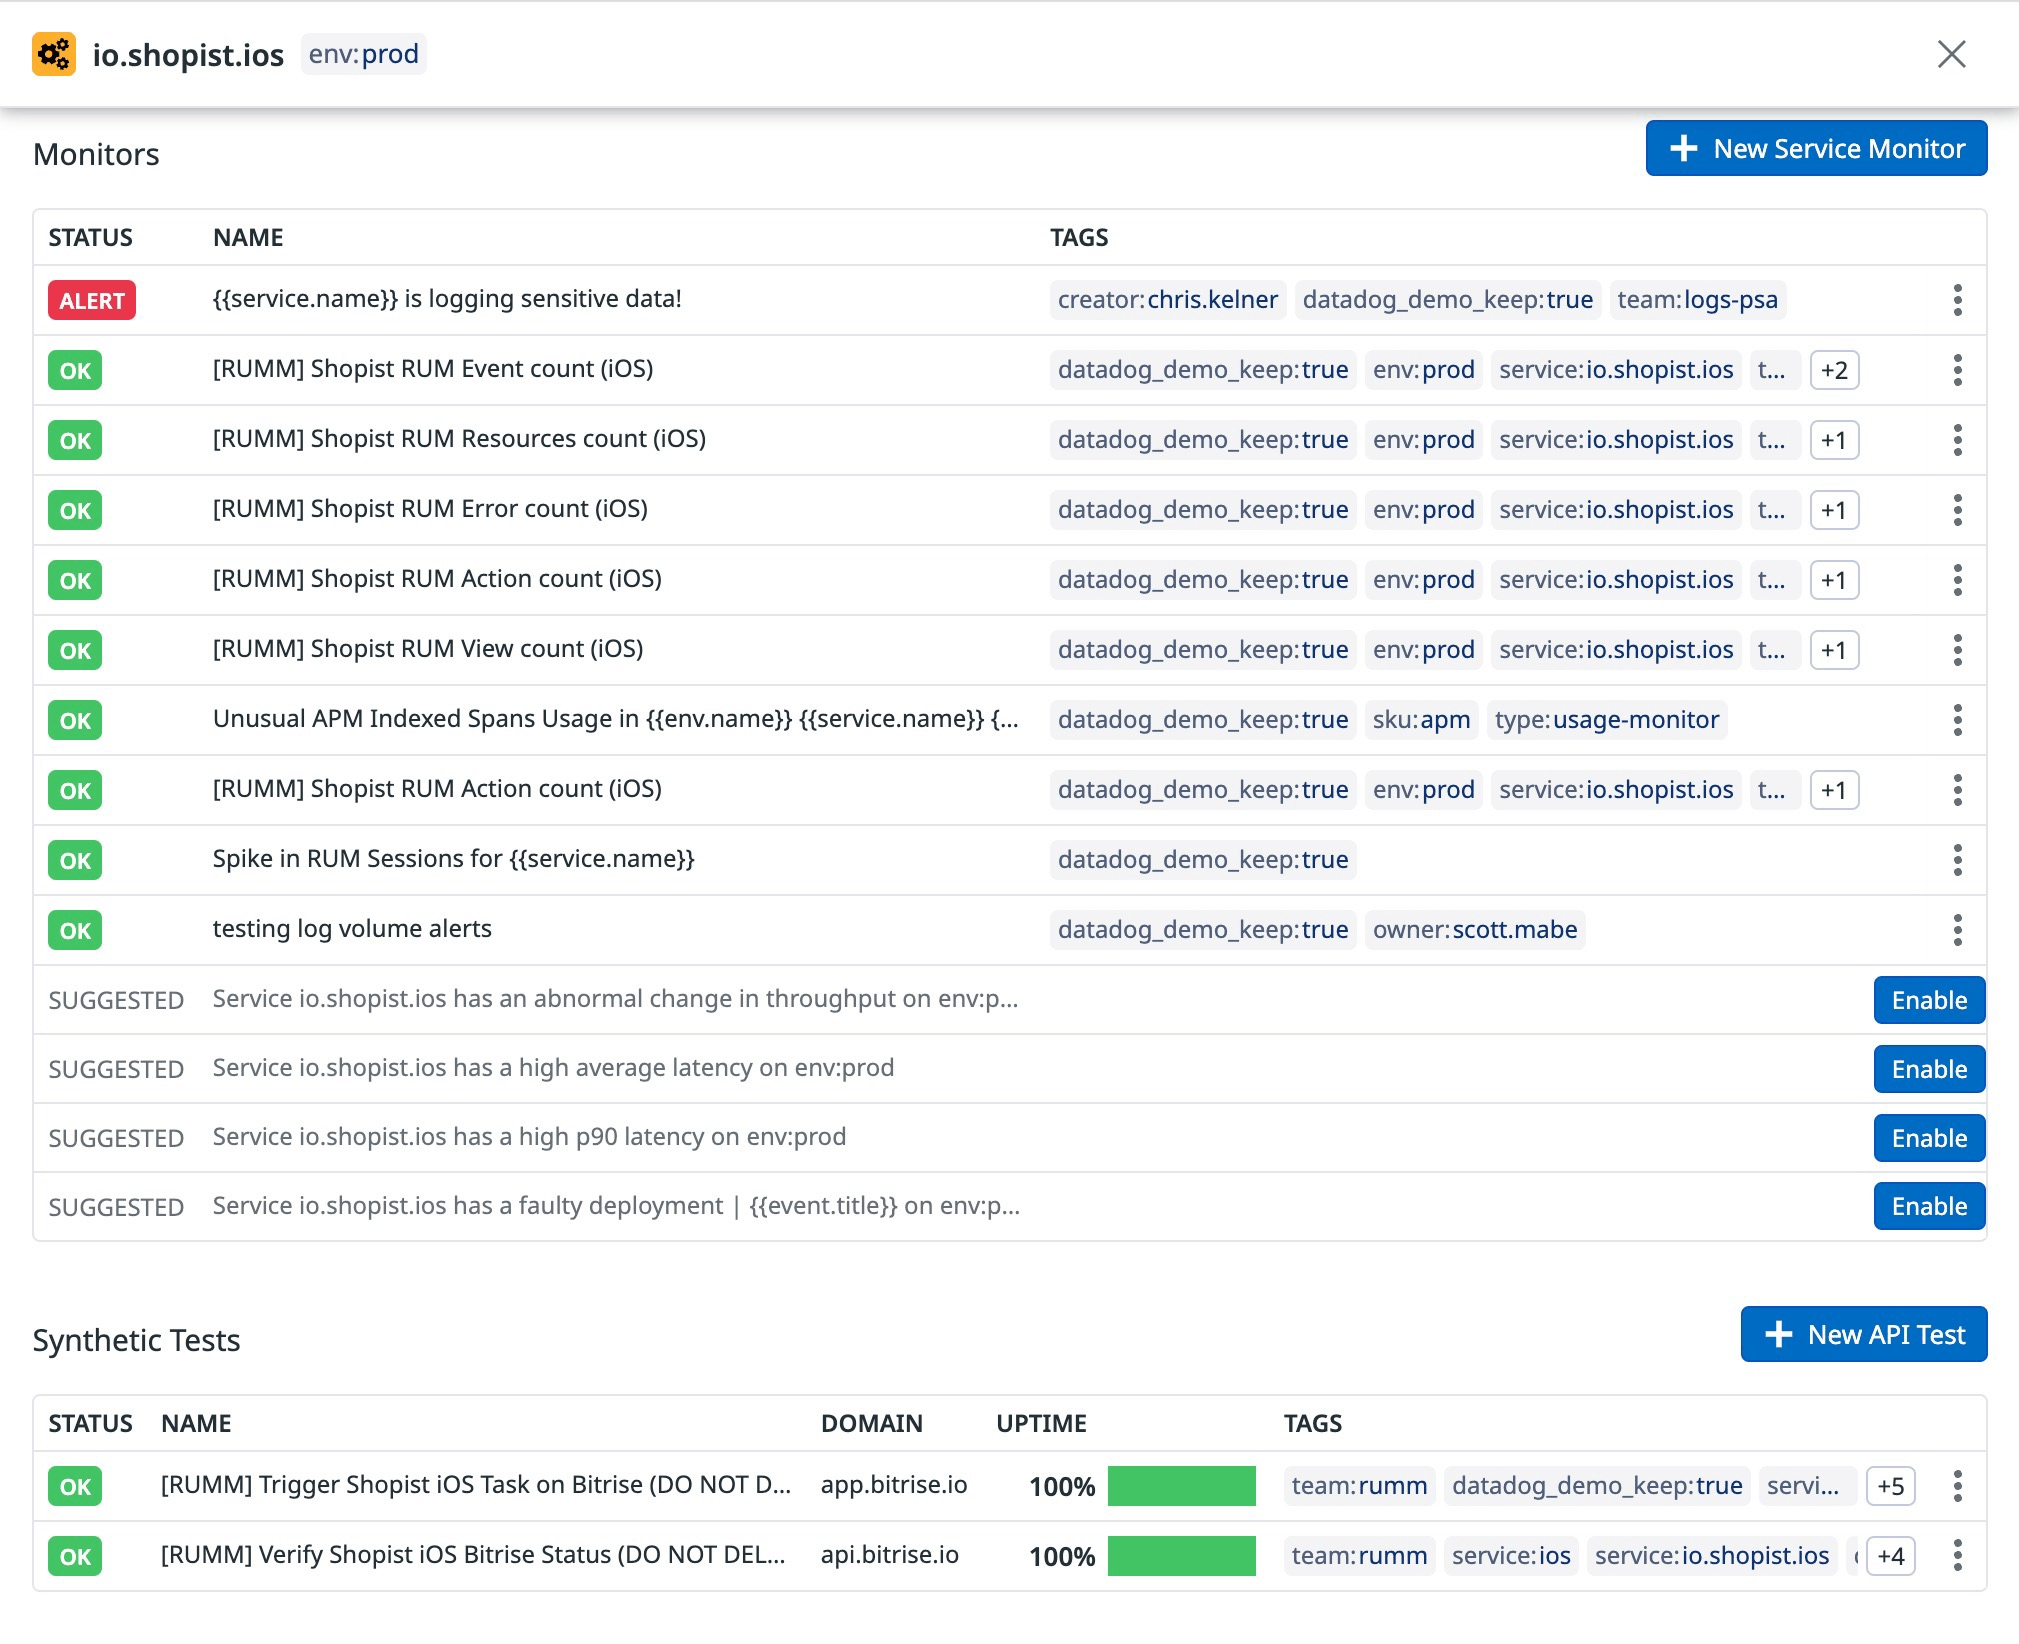 io.shopist.ios env:prod
Monitors
New Service Monitor
STATUS NAME TAGS
ALERT {{service.name}} is logging sensitive data! creator:chris.kelner datadog_demo_keep:true team:logs-psa
OK [RUMM] Shopist RUM Event count (iOS) datadog_demo_keep:true env:prod service:io.shopist.ios t... +2
OK [RUMM] Shopist RUM Resources count (iOS) datadog_demo_keep:true env:prod service:io.shopist.ios t... +1
OK [RUMM] Shopist RUM Error count (iOS) datadog_demo_keep:true env:prod service:io.shopist.ios t... +1
OK [RUMM] Shopist RUM Action count (iOS) datadog_demo_keep:true env:prod service:io.shopist.ios t... +1
OK [RUMM] Shopist RUM View count (iOS) datadog_demo_keep:true env:prod service:io.shopist.ios t... +1
OK Unusual APM Indexed Spans Usage in {{env.name}} {{service.name}} {... datadog_demo_keep:true sku:apm type:usage-monitor
OK [RUMM] Shopist RUM Action count (iOS) datadog_demo_keep:true env:prod service:io.shopist.ios t... +1
OK Spike in RUM Sessions for {{service.name}} datadog_demo_keep:true
OK testing log volume alerts datadog_demo_keep:true owner:scott.mabe
SUGGESTED Service io.shopist.ios has an abnormal change in throughput on env:p... Enable
SUGGESTED Service io.shopist.ios has a high average latency on env:prod Enable
SUGGESTED Service io.shopist.ios has a high p90 latency on env:prod Enable
SUGGESTED Service io.shopist.ios has a faulty deployment | {{event.title}} on env:p... Enable
Synthetic Tests
New API Test
STATUS NAME DOMAIN UPTIME TAGS
OK [RUMM] Trigger Shopist iOS Task on Bitrise (DO NOT D... app.bitrise.io 100% team:rumm datadog_demo_keep:true servi... +5
OK [RUMM] Verify Shopist iOS Bitrise Status (DO NOT DEL... api.bitrise.io 100% team:rumm service:ios service:io.shopist.ios +4